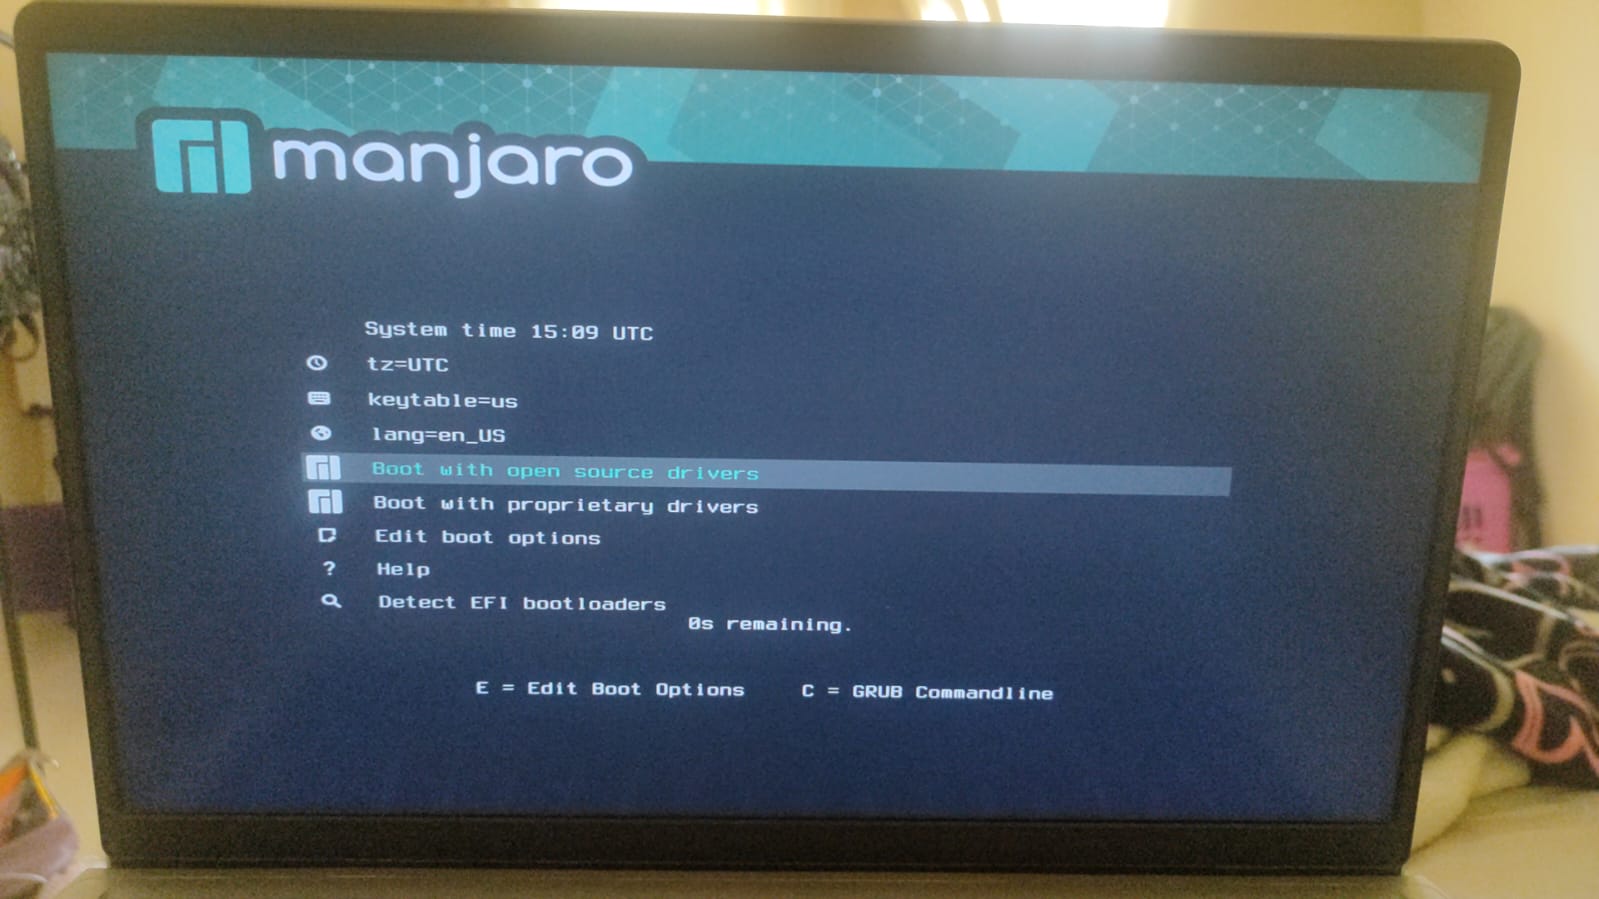 manjaro
System time 15:09 UTC
tz=UTC
keytable=us
lang=en_US
Boot with open source drivers
Boot with proprietary drivers
Edit boot options
? Help
Detect EFI bootloaders
0s remaining.
E = Edit Boot Options C = GRUB Commandline